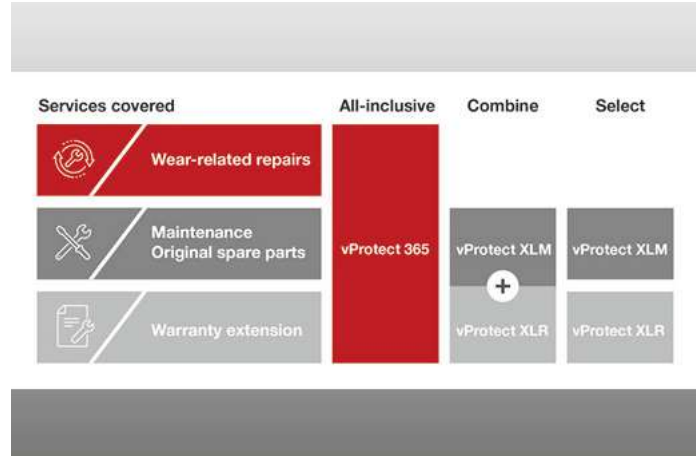 Services covered
All-inclusive
Combine
Select
Wear-related repairs
Maintenance
Original spare parts
vProtect 365
vProtect XLM
vProtect XLM
+
Warranty extension
vProtect XLR
vProtect XLR